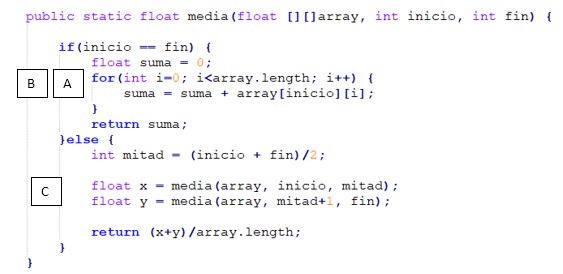 public static float media(float [][]array, int inicio, int fin) {
if(inicio == fin) {
float suma = 0;
B A for(int i=0; i<array.length; i++) {
suma = suma + array[inicio][i];
}
return suma;
}else {
int mitad = (inicio + fin)/2;
C float x = media(array, inicio, mitad);
float y = media(array, mitad+1, fin);
return (x+y)/array.length;
}
}